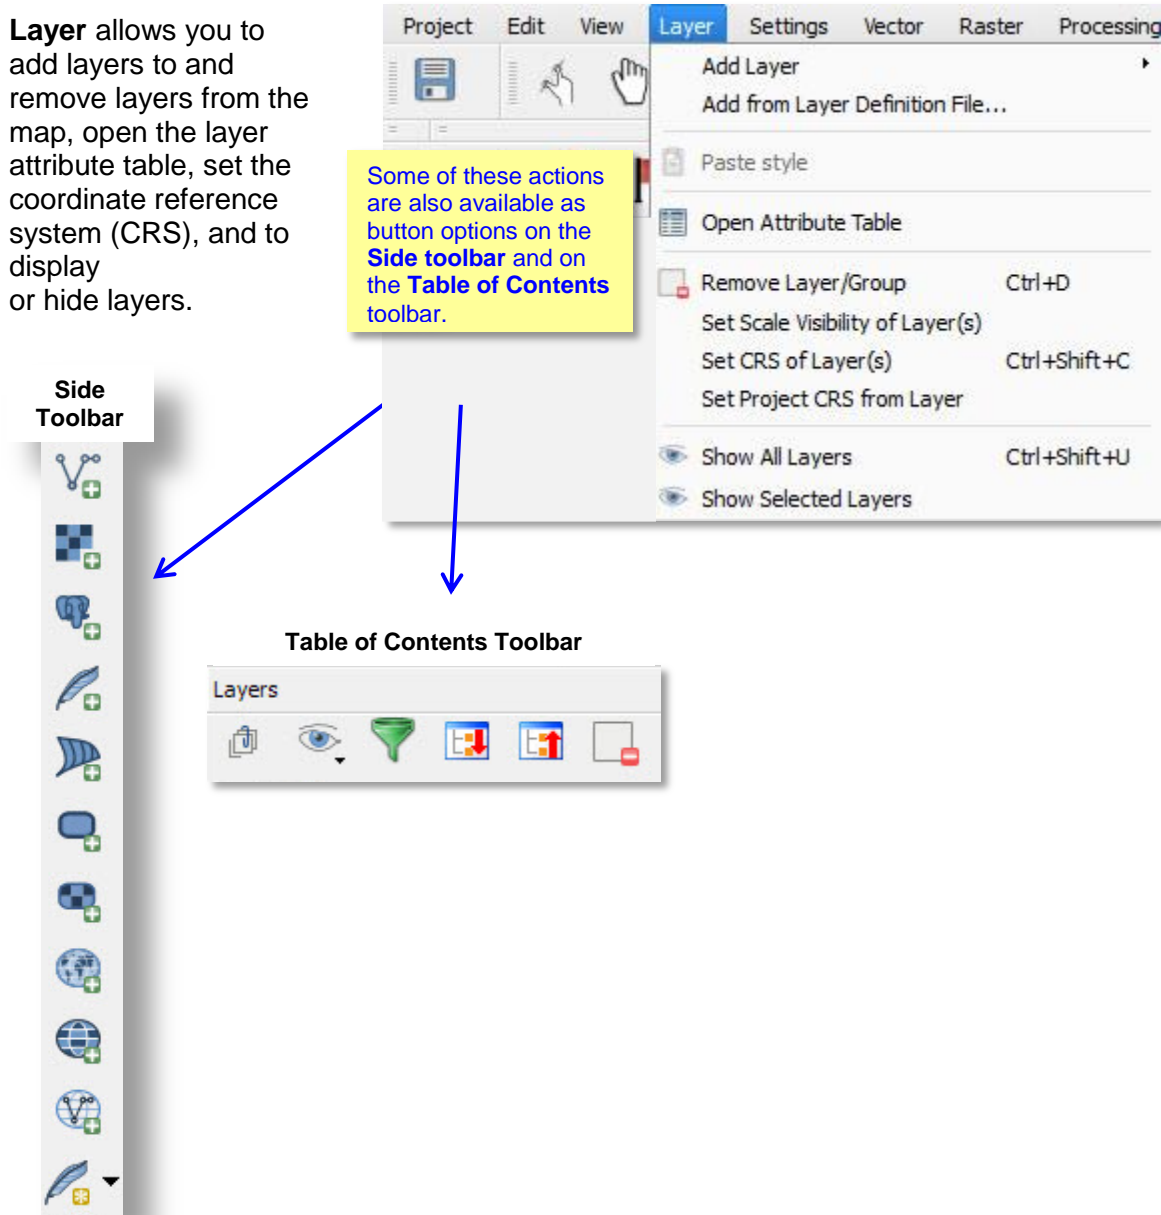 Layer allows you to
add layers to and
remove layers from the
map, open the layer
attribute table, set the
coordinate reference
system (CRS), and to
display
or hide layers.
Project Edit View Layer Settings Vector Raster Processing
Add Layer
Add from Layer Definition File...
Paste style
Open Attribute Table
Remove Layer/Group Ctrl+D
Set Scale Visibility of Layer(s)
Set CRS of Layer(s) Ctrl+Shift+C
Set Project CRS from Layer
Show All Layers Ctrl+Shift+U
Show Selected Layers
Some of these actions
are also available as
button options on the
Side toolbar and on
the Table of Contents
toolbar.
Side
Toolbar
Table of Contents Toolbar
Layers